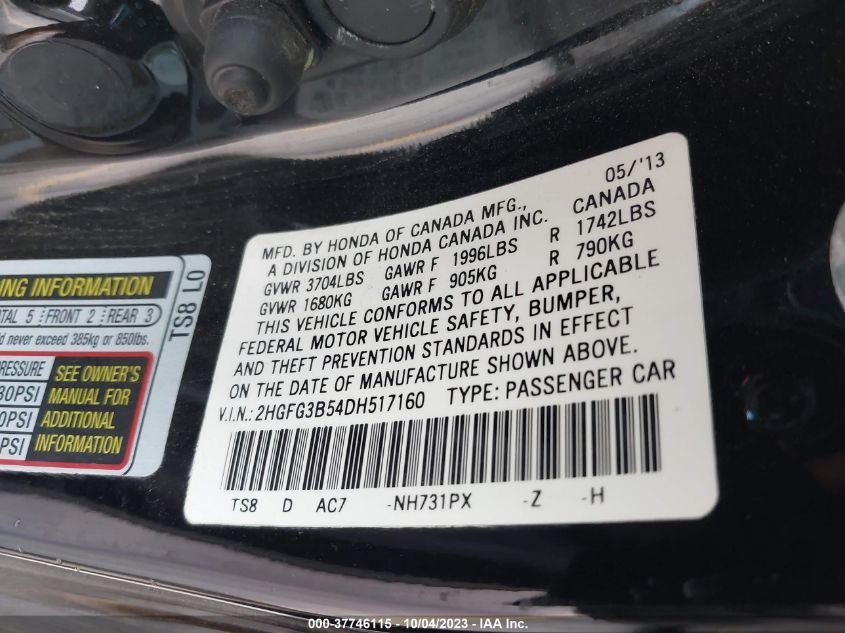 05/'13
MFD. BY HONDA OF CANADA MFG., CANADA
A DIVISION OF HONDA CANADA INC.
GVWR 3704LBS GAWR F 1996LBS R 1742LBS
GVWR 1680KG GAWR F 905KG R 790KG
THIS VEHICLE CONFORMS TO ALL APPLICABLE
FEDERAL MOTOR VEHICLE SAFETY, BUMPER,
AND THEFT PREVENTION STANDARDS IN EFFECT
ON THE DATE OF MANUFACTURE SHOWN ABOVE.
V.I.N.: 2HGFG3B54DH517160 TYPE: PASSENGER CAR
TS8 D AC7 -NH731PX -Z -H
INFORMATION
5 FRONT 2 REAR 3
never exceed 385kg or 850lbs.
TS8 L0
SEE OWNER'S
MANUAL FOR
ADDITIONAL
INFORMATION
PSI
000-37746115 - 10/04/2023 - IAA Inc.